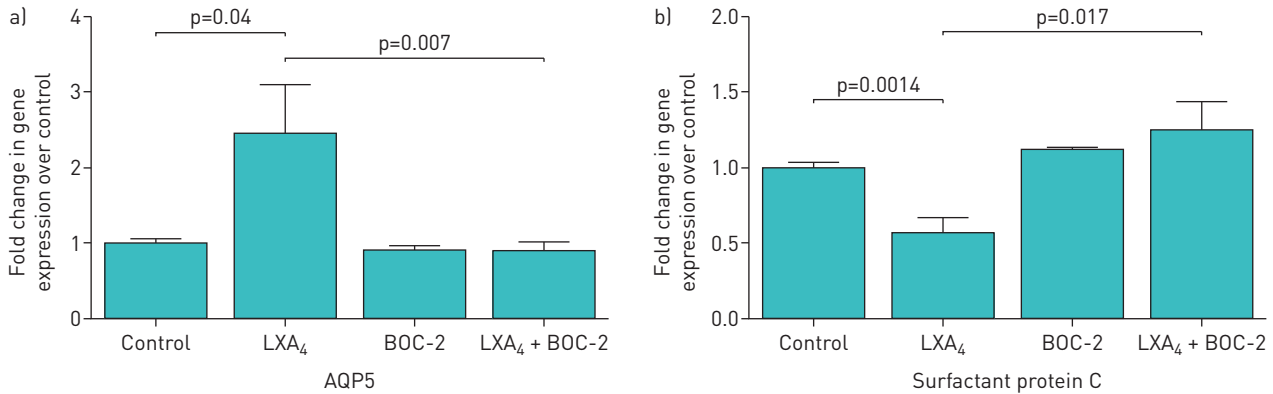 a)
Fold change in gene
expression over control
4
3
2
1
0
p=0.04
p=0.007
Control
LXA₄
BOC-2
LXA₄ + BOC-2
AQP5
b)
Fold change in gene
expression over control
2.0
1.5
1.0
0.5
0.0
p=0.017
p=0.0014
Control
LXA₄
BOC-2
LXA₄ + BOC-2
Surfactant protein C